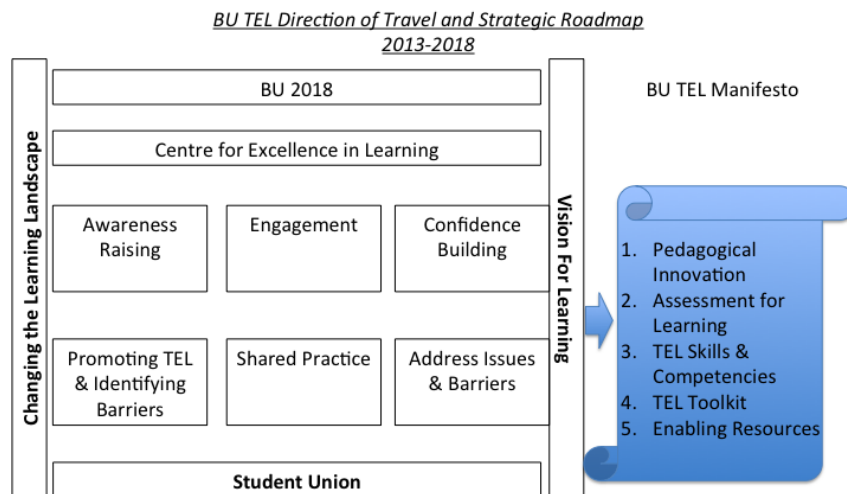 BU TEL Direction of Travel and Strategic Roadmap
2013-2018
Changing the Learning Landscape
BU 2018
Centre for Excellence in Learning
Awareness
Raising
Engagement
Confidence
Building
Promoting TEL
& Identifying
Barriers
Shared Practice
Address Issues
& Barriers
Student Union
Vision For Learning
BU TEL Manifesto
1. Pedagogical
Innovation
2. Assessment for
Learning
3. TEL Skills &
Competencies
4. TEL Toolkit
5. Enabling Resources